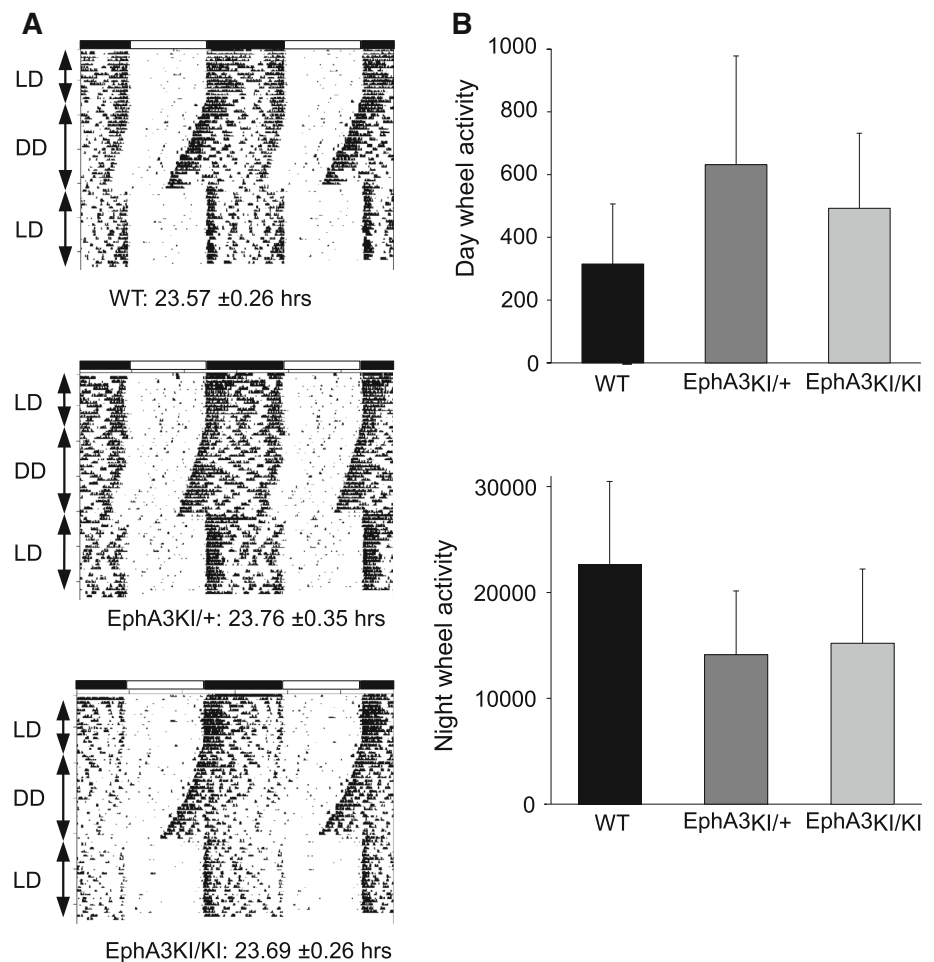 A
LD
DD
LD
WT: 23.57 ±0.26 hrs
LD
DD
LD
EphA3KI/+: 23.76 ±0.35 hrs
LD
DD
LD
EphA3KI/KI: 23.69 ±0.26 hrs
B
Day wheel activity
1000
800
600
400
200
0
WT EphA3KI/+ EphA3KI/KI
Night wheel activity
30000
20000
10000
0
WT EphA3KI/+ EphA3KI/KI